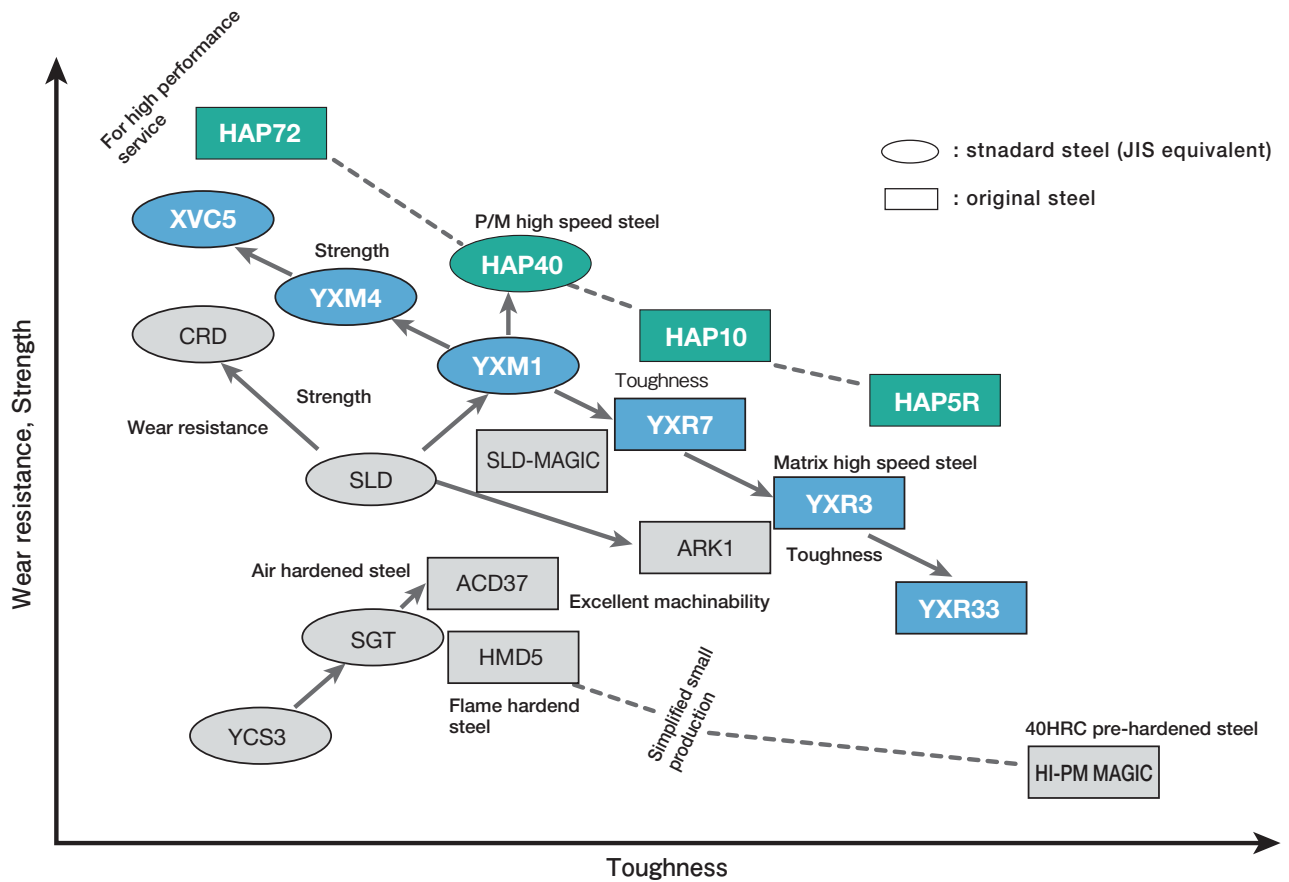 For high performance
service
HAP72
: stnadard steel (JIS equivalent)
: original steel
XVC5
P/M high speed steel
Strength
HAP40
YXM4
CRD
HAP10
YXM1
Toughness
HAP5R
Strength
Wear resistance
YXR7
SLD-MAGIC
SLD
Matrix high speed steel
YXR3
ARK1
Toughness
Air hardened steel
ACD37
Excellent machinability
YXR33
SGT
HMD5
Flame hardend
steel
Simplified small
production
YCS3
40HRC pre-hardened steel
HI-PM MAGIC
Wear resistance, Strength
Toughness